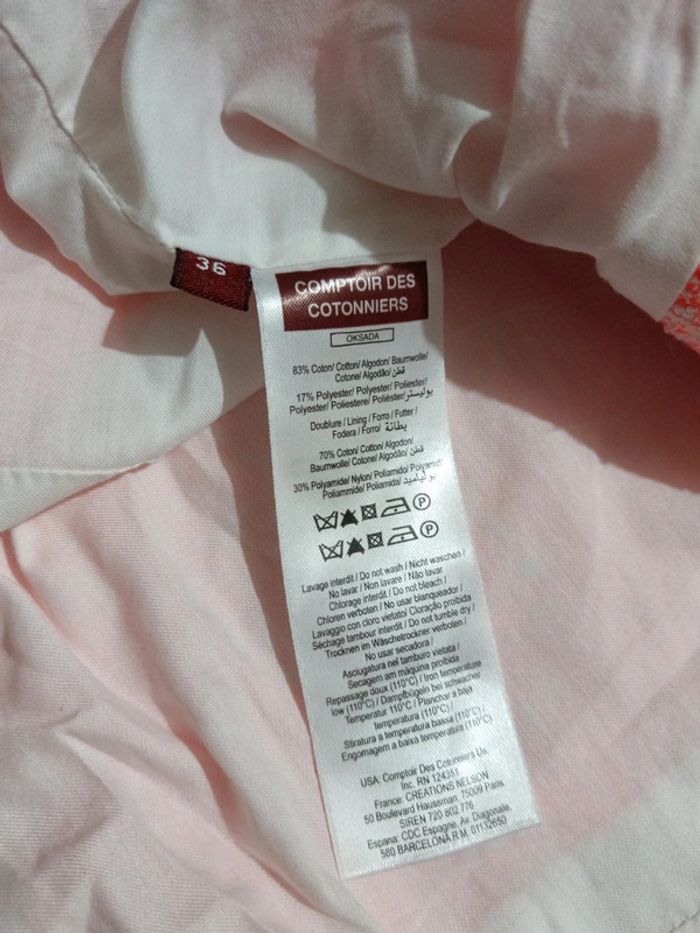 36
COMPTOIR DES
COTONNIERS
OKSADA
83% Coton/ Cotton/ Algodon/ Baumwolle/
Cotone/ Algodão/ قطن
17% Polyester/ Polyester/ Poliester/
Polyester/ Poliestere/ Poliéster/ بوليستر
Doublure / Lining / Forro / Futter /
Fodera / Forro/ بطانة
70% Coton/ Cotton/ Algodon/
Baumwolle/ Cotone/ Algodão/ قطن
30% Polyamide/ Nylon/ Poliamido/ Polyamid/
Poliammide/ Poliamida/ بولياميد
P
P
Lavage interdit / Do not wash / Nicht waschen /
No lavar / Non lavare / Não lavar
Chlorage interdit / Do not bleach /
Chloren verboten / No usar blanqueador/
Lavaggio con cloro vietato/ Cloração proibida
Séchage tambour interdit / Do not tumble dry /
Trocknen im Wäschetrockner verboten /
No usar secadora /
Asciugatura nel tamburo vietato /
Secagem am máquina proibida
Repassage doux (110°C) / Iron temperature
low (110°C) / Dampfbügeln bei schwacher
Temperatur 110°C / Planchar a baja
temperatura (110°C) /
Stiratura a temperatura bassa (110°C) /
Engomagem a baixa temperatura (110°C)
USA: Comptoir Des Cotonniers Us.
Inc. RN 124351
France: CREATIONS NELSON
50 Boulevard Haussman. 75009 Paris
SIREN 720 802 776
Espana: CDC Espagne, Av. Diagonale,
580 BARCELONA R.M. 01132650